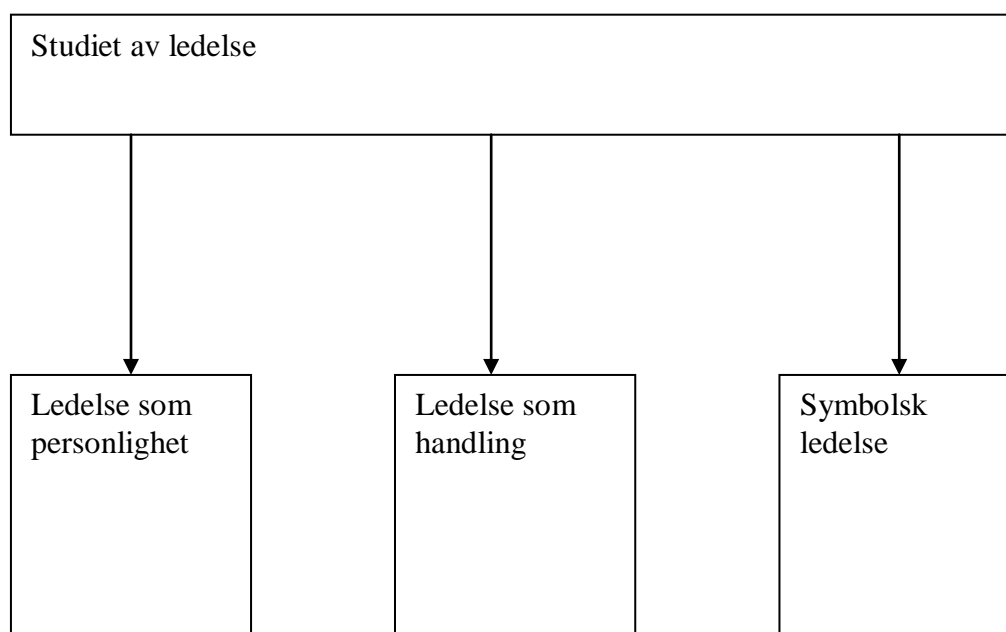 Studiet av ledelse
Ledelse som
personlighet
Ledelse som
handling
Symbolsk
ledelse